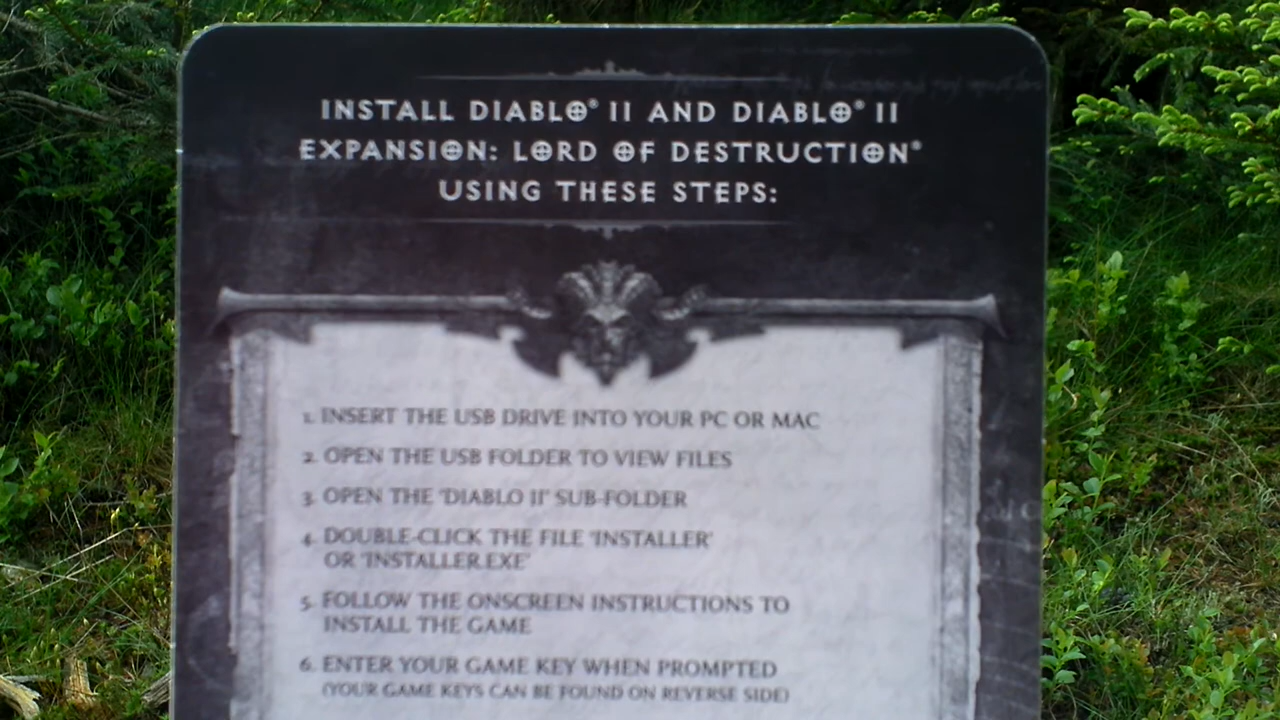 INSTALL DIABLO® II AND DIABLO® II
EXPANSION: LORD OF DESTRUCTION®
USING THESE STEPS:
1. INSERT THE USB DRIVE INTO YOUR PC OR MAC
2. OPEN THE USB FOLDER TO VIEW FILES
3. OPEN THE 'DIABLO II' SUB-FOLDER
4. DOUBLE-CLICK THE FILE 'INSTALLER'
OR 'INSTALLER.EXE'
5. FOLLOW THE ONSCREEN INSTRUCTIONS TO
INSTALL THE GAME
6. ENTER YOUR GAME KEY WHEN PROMPTED
(YOUR GAME KEYS CAN BE FOUND ON REVERSE SIDE)